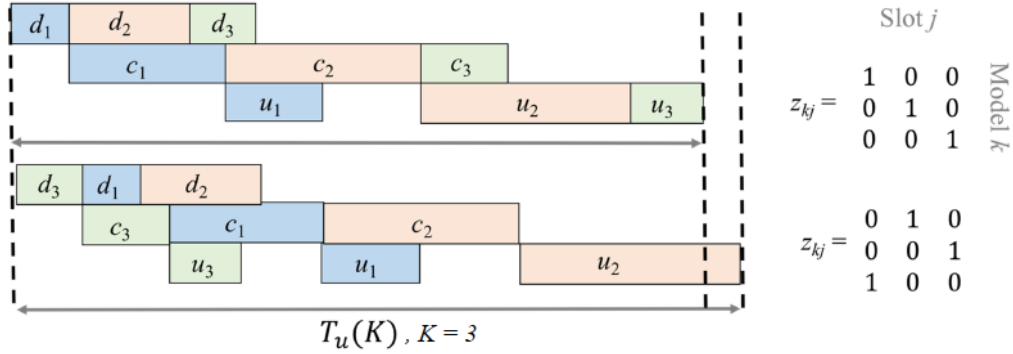 d₁ d₂ d₃
c₁ c₂ c₃
u₁ u₂ u₃
Slot j
Model k
z_kj =
1 0 0
0 1 0
0 0 1
d₃ d₁ d₂
c₃ c₁ c₂
u₃ u₁ u₂
z_kj =
0 1 0
0 0 1
1 0 0
T_u(K) , K = 3